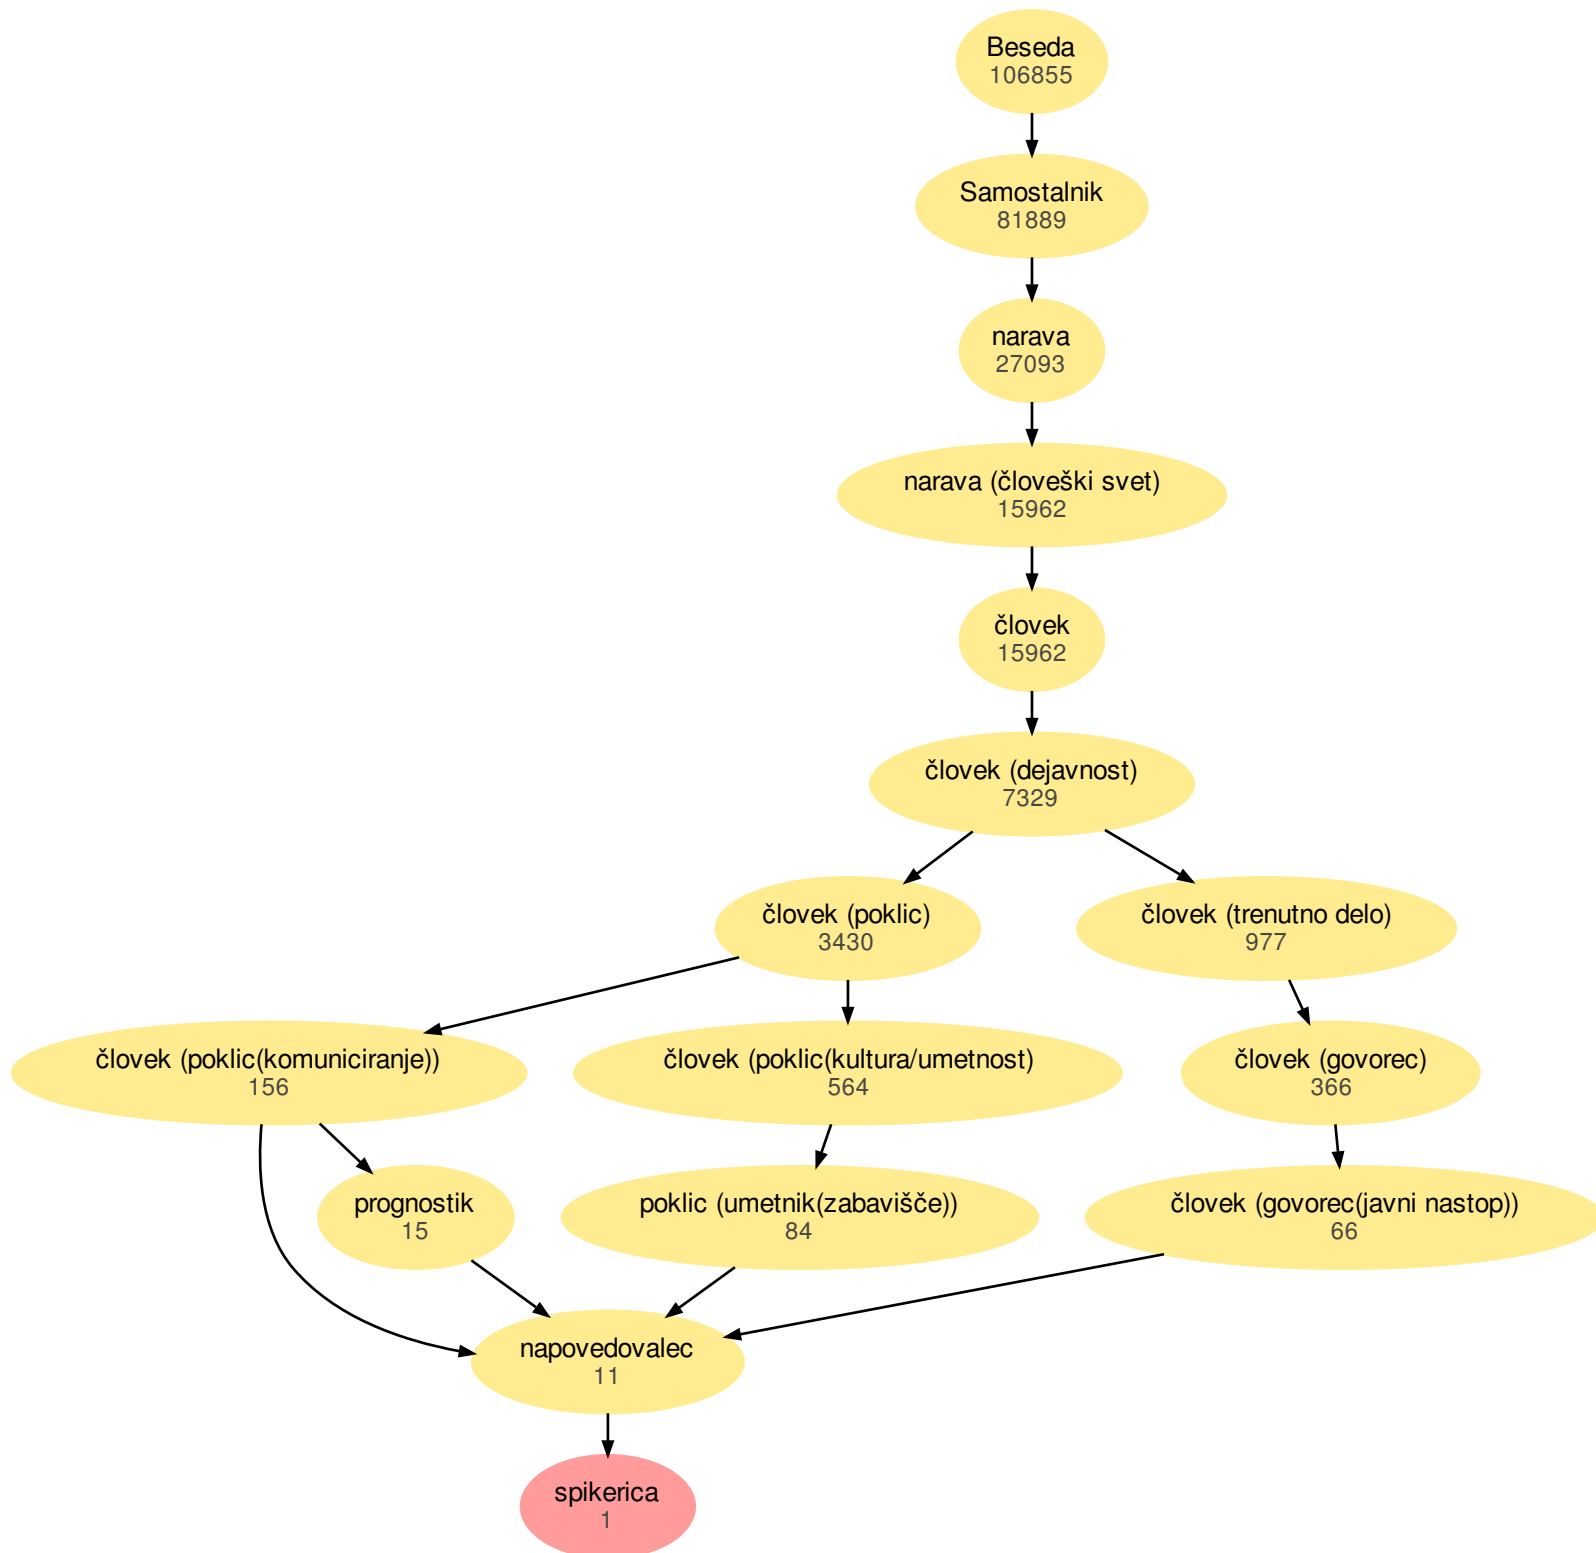 Beseda
106855
Samostalnik
81889
narava
27093
narava (človeški svet)
15962
človek
15962
človek (dejavnost)
7329
človek (poklic)
3430
človek (trenutno delo)
977
človek (poklic(komuniciranje))
156
človek (poklic(kultura/umetnost)
564
človek (govorec)
366
prognostik
15
poklic (umetnik(zabavišče))
84
človek (govorec(javni nastop))
66
napovedovalec
11
spikerica
1